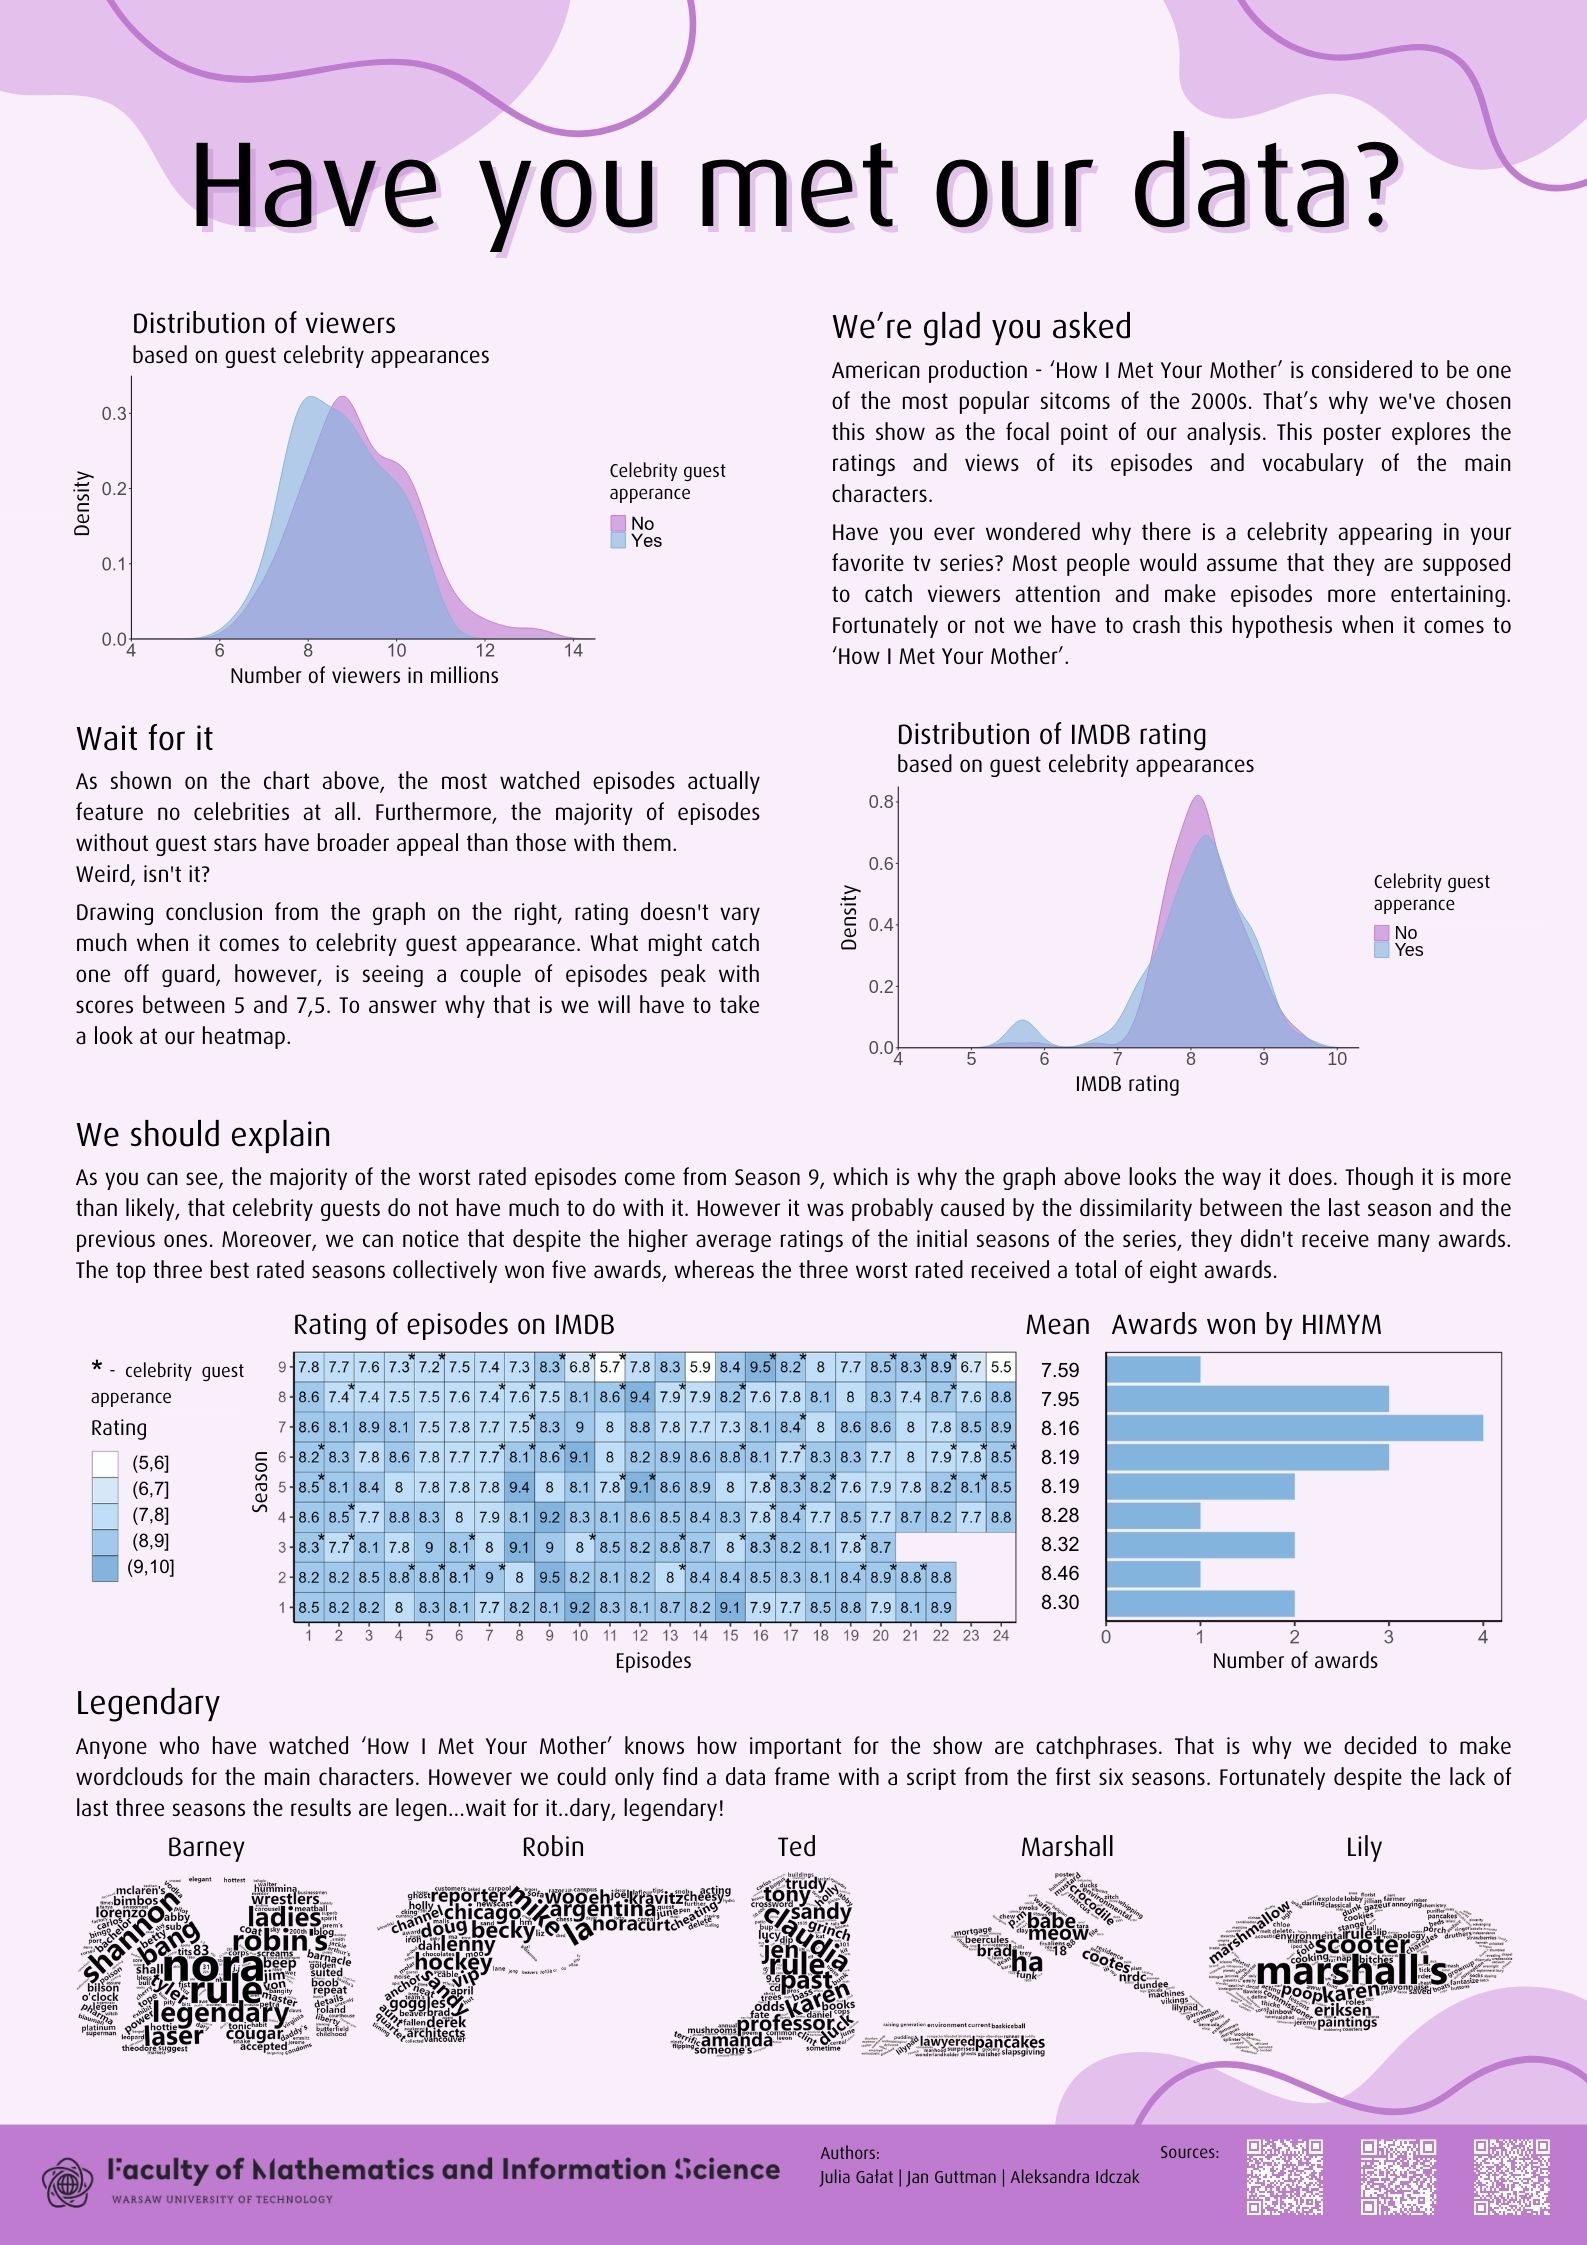 Have you met our data?
Distribution of viewers
based on guest celebrity appearances
Density
0.3
0.2
0.1
0.0
4 6 8 10 12 14
Number of viewers in millions
Celebrity guest
apperance
No
Yes
We’re glad you asked
American production - ‘How I Met Your Mother’ is considered to be one
of the most popular sitcoms of the 2000s. That’s why we've chosen
this show as the focal point of our analysis. This poster explores the
ratings and views of its episodes and vocabulary of the main
characters.
Have you ever wondered why there is a celebrity appearing in your
favorite tv series? Most people would assume that they are supposed
to catch viewers attention and make episodes more entertaining.
Fortunately or not we have to crash this hypothesis when it comes to
‘How I Met Your Mother’.
Wait for it
As shown on the chart above, the most watched episodes actually
feature no celebrities at all. Furthermore, the majority of episodes
without guest stars have broader appeal than those with them.
Weird, isn't it?
Drawing conclusion from the graph on the right, rating doesn't vary
much when it comes to celebrity guest appearance. What might catch
one off guard, however, is seeing a couple of episodes peak with
scores between 5 and 7,5. To answer why that is we will have to take
a look at our heatmap.
Distribution of IMDB rating
based on guest celebrity appearances
Density
0.8
0.6
0.4
0.2
0.0
4 5 6 7 8 9 10
IMDB rating
Celebrity guest
apperance
No
Yes
We should explain
As you can see, the majority of the worst rated episodes come from Season 9, which is why the graph above looks the way it does. Though it is more
than likely, that celebrity guests do not have much to do with it. However it was probably caused by the dissimilarity between the last season and the
previous ones. Moreover, we can notice that despite the higher average ratings of the initial seasons of the series, they didn't receive many awards.
The top three best rated seasons collectively won five awards, whereas the three worst rated received a total of eight awards.
Rating of episodes on IMDB
Mean
Awards won by HIMYM
* - celebrity guest
apperance
Rating
(5,6]
(6,7]
(7,8]
(8,9]
(9,10]
Season
9 7.8 7.7 7.6 7.3* 7.2* 7.5 7.4 7.3 8.3* 6.8* 5.7* 7.8 8.3 5.9 8.4 9.5* 8.2* 8 7.7 8.5* 8.3* 8.9* 6.7 5.5 7.59
8 8.6 7.4* 7.4 7.5 7.5 7.6 7.4* 7.6* 7.5 8.1 8.6* 9.4 7.9* 7.9 8.2* 7.6 7.8 8.1 8 8.3 7.4 8.7* 7.6 8.8 7.95
7 8.6 8.1 8.9 8.1 7.5 7.8 7.7 7.5* 8.3 9 8 8.8 7.8 7.7 7.3 8.1 8.4* 8 8.6 8.6 8 7.8 8.5 8.9 8.16
6 8.2* 8.3 7.8 8.6 7.8 7.7 7.7* 8.1* 8.6* 9.1 8 8.2 8.9 8.6 8.8* 8.1 7.7* 8.3 8.3 7.7 8 7.9* 7.8* 8.5* 8.19
5 8.5* 8.1 8.4 8 7.8 7.8 7.8 9.4 8 8.1 7.8* 9.1* 8.6 8.9 8 7.8* 8.3* 8.2* 7.6 7.9 7.8 8.2* 8.1* 8.5 8.19
4 8.6 8.5* 7.7 8.8 8.3 8 7.9 8.1 9.2 8.3 8.1 8.6 8.5 8.4 8.3 7.8* 8.4* 7.7 8.5 7.7 8.7 8.2 7.7 8.8 8.28
3 8.3* 7.7* 8.1 7.8 9 8.1* 8 9.1 9 8* 8.5 8.2 8.8* 8.7 8* 8.3* 8.2 8.1 7.8* 8.7 8.32
2 8.2 8.2 8.5 8.8* 8.8* 8.1* 9* 8 9.5 8.2 8.1 8.2 8* 8.4 8.4 8.5 8.3 8.1 8.4* 8.9* 8.8* 8.8 8.46
1 8.5 8.2 8.2 8 8.3 8.1 7.7 8.2 8.1 9.2 8.3 8.1 8.7 8.2 9.1 7.9 7.7 8.5 8.8 7.9 8.1 8.9 8.30
1 2 3 4 5 6 7 8 9 10 11 12 13 14 15 16 17 18 19 20 21 22 23 24
Episodes
0 1 2 3 4
Number of awards
Legendary
Anyone who have watched ‘How I Met Your Mother’ knows how important for the show are catchphrases. That is why we decided to make
wordclouds for the main characters. However we could only find a data frame with a script from the first six seasons. Fortunately despite the lack of
last three seasons the results are legen...wait for it..dary, legendary!
Barney
Robin
Ted
Marshall
Lily
mclaren's
bimbos
lorenzo
shannon
bang
nora
rule
legendary
laser
wrestlers
ladies
robin's
beep
jim
von
cougar
accepted
83
barnacle
suited
boob
repeat
roland
reporter
chicago
channel
doug
becky
lenny
hockey
sandy
april
goggles
derek
architects
vancouver
mike
wooeh
argentina
kravitz
cheesy
acting
cheating
trudy
tony
holly
sandy
claudia
grinch
jen
rule
past
karen
odds
books
professor
duck
amanda
someone's
crocodile
babe
meow
18
beercules
brad
ha
funk
cootes
nrdc
dundee
machines
vikings
lilypad
lawyered
pancakes
slapsgiving
marshmallow
environmental
scooter
marshall's
poop
karen
eriksen
paintings
Faculty of Mathematics and Information Science
WARSAW UNIVERSITY OF TECHNOLOGY
Authors:
Julia Gałat | Jan Guttman | Aleksandra Idczak
Sources: